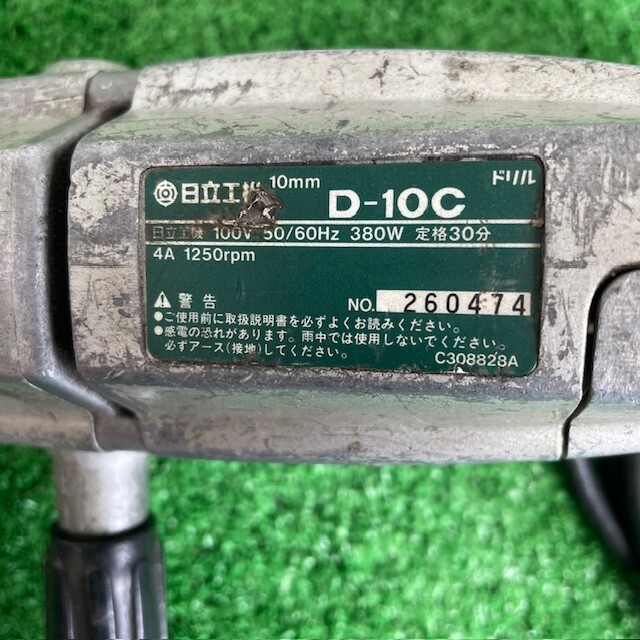 日立工機 10mm D-10C ドリル
日立工機 100V 50/60Hz 380W 定格30分
4A 1250rpm
⚠ 警告 NO. 260474
●ご使用前に取扱説明書を必ずよくお読みください。
●感電の恐れがあります。雨中では使用しないでください。
必ずアース(接地)してください。 C308828A